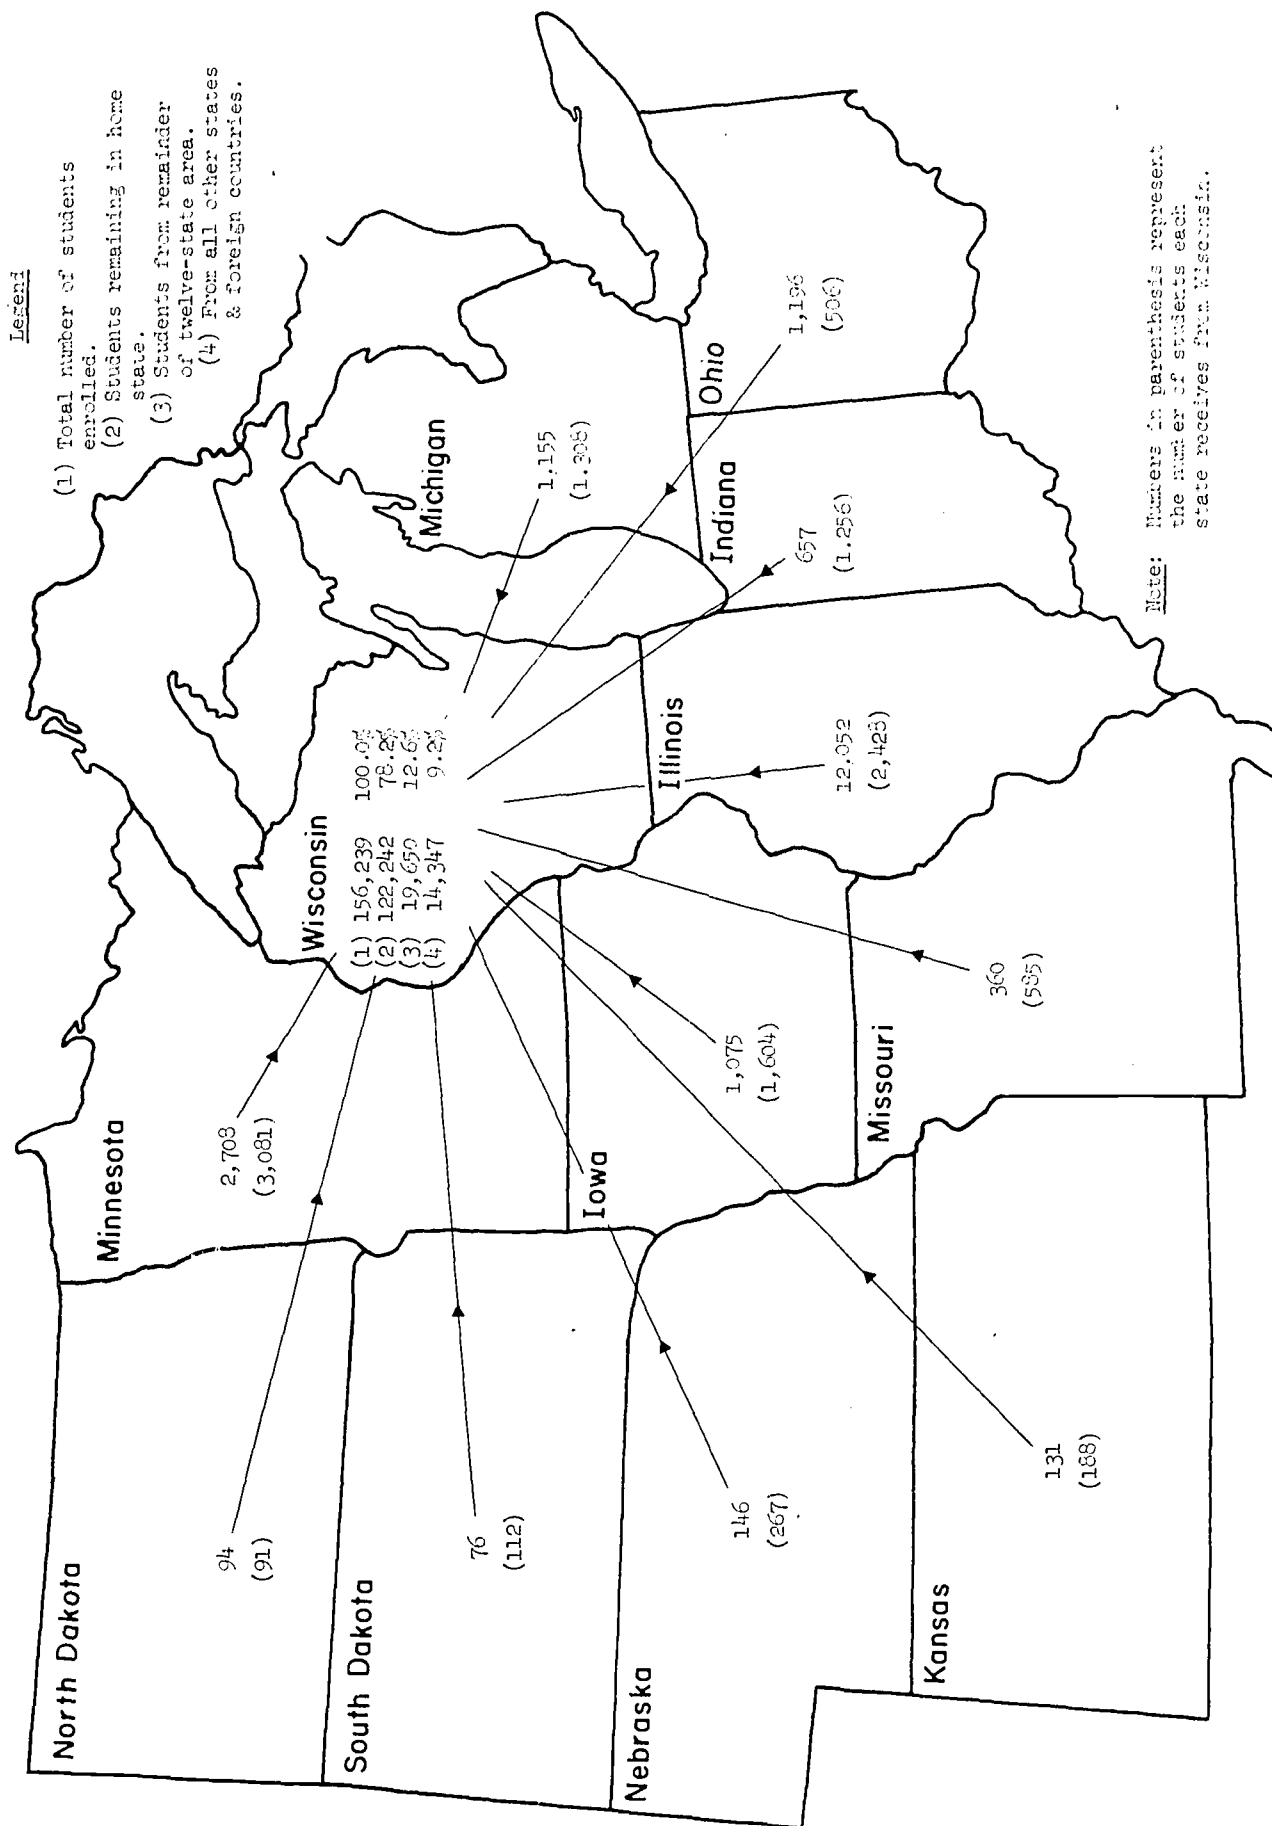 Legend
(1) Total number of students
enrolled.
(2) Students remaining in home
state.
(3) Students from remainder
of twelve-state area.
(4) From all other states
& foreign countries.
North Dakota
94
(91)
South Dakota
76
(112)
Nebraska
146
(267)
Kansas
131
(188)
Minnesota
2,708
(3,081)
Iowa
1,075
(1,604)
Missouri
360
(585)
Wisconsin
(1) 156,239 100.0%
(2) 122,242 78.2%
(3) 19,650 12.6%
(4) 14,347 9.2%
Illinois
12,052
(2,428)
Michigan
1,155
(1.308)
Indiana
657
(1.256)
Ohio
1,196
(506)
Note: Numbers in parenthesis represent
the number of students each
state receives from Wisconsin.